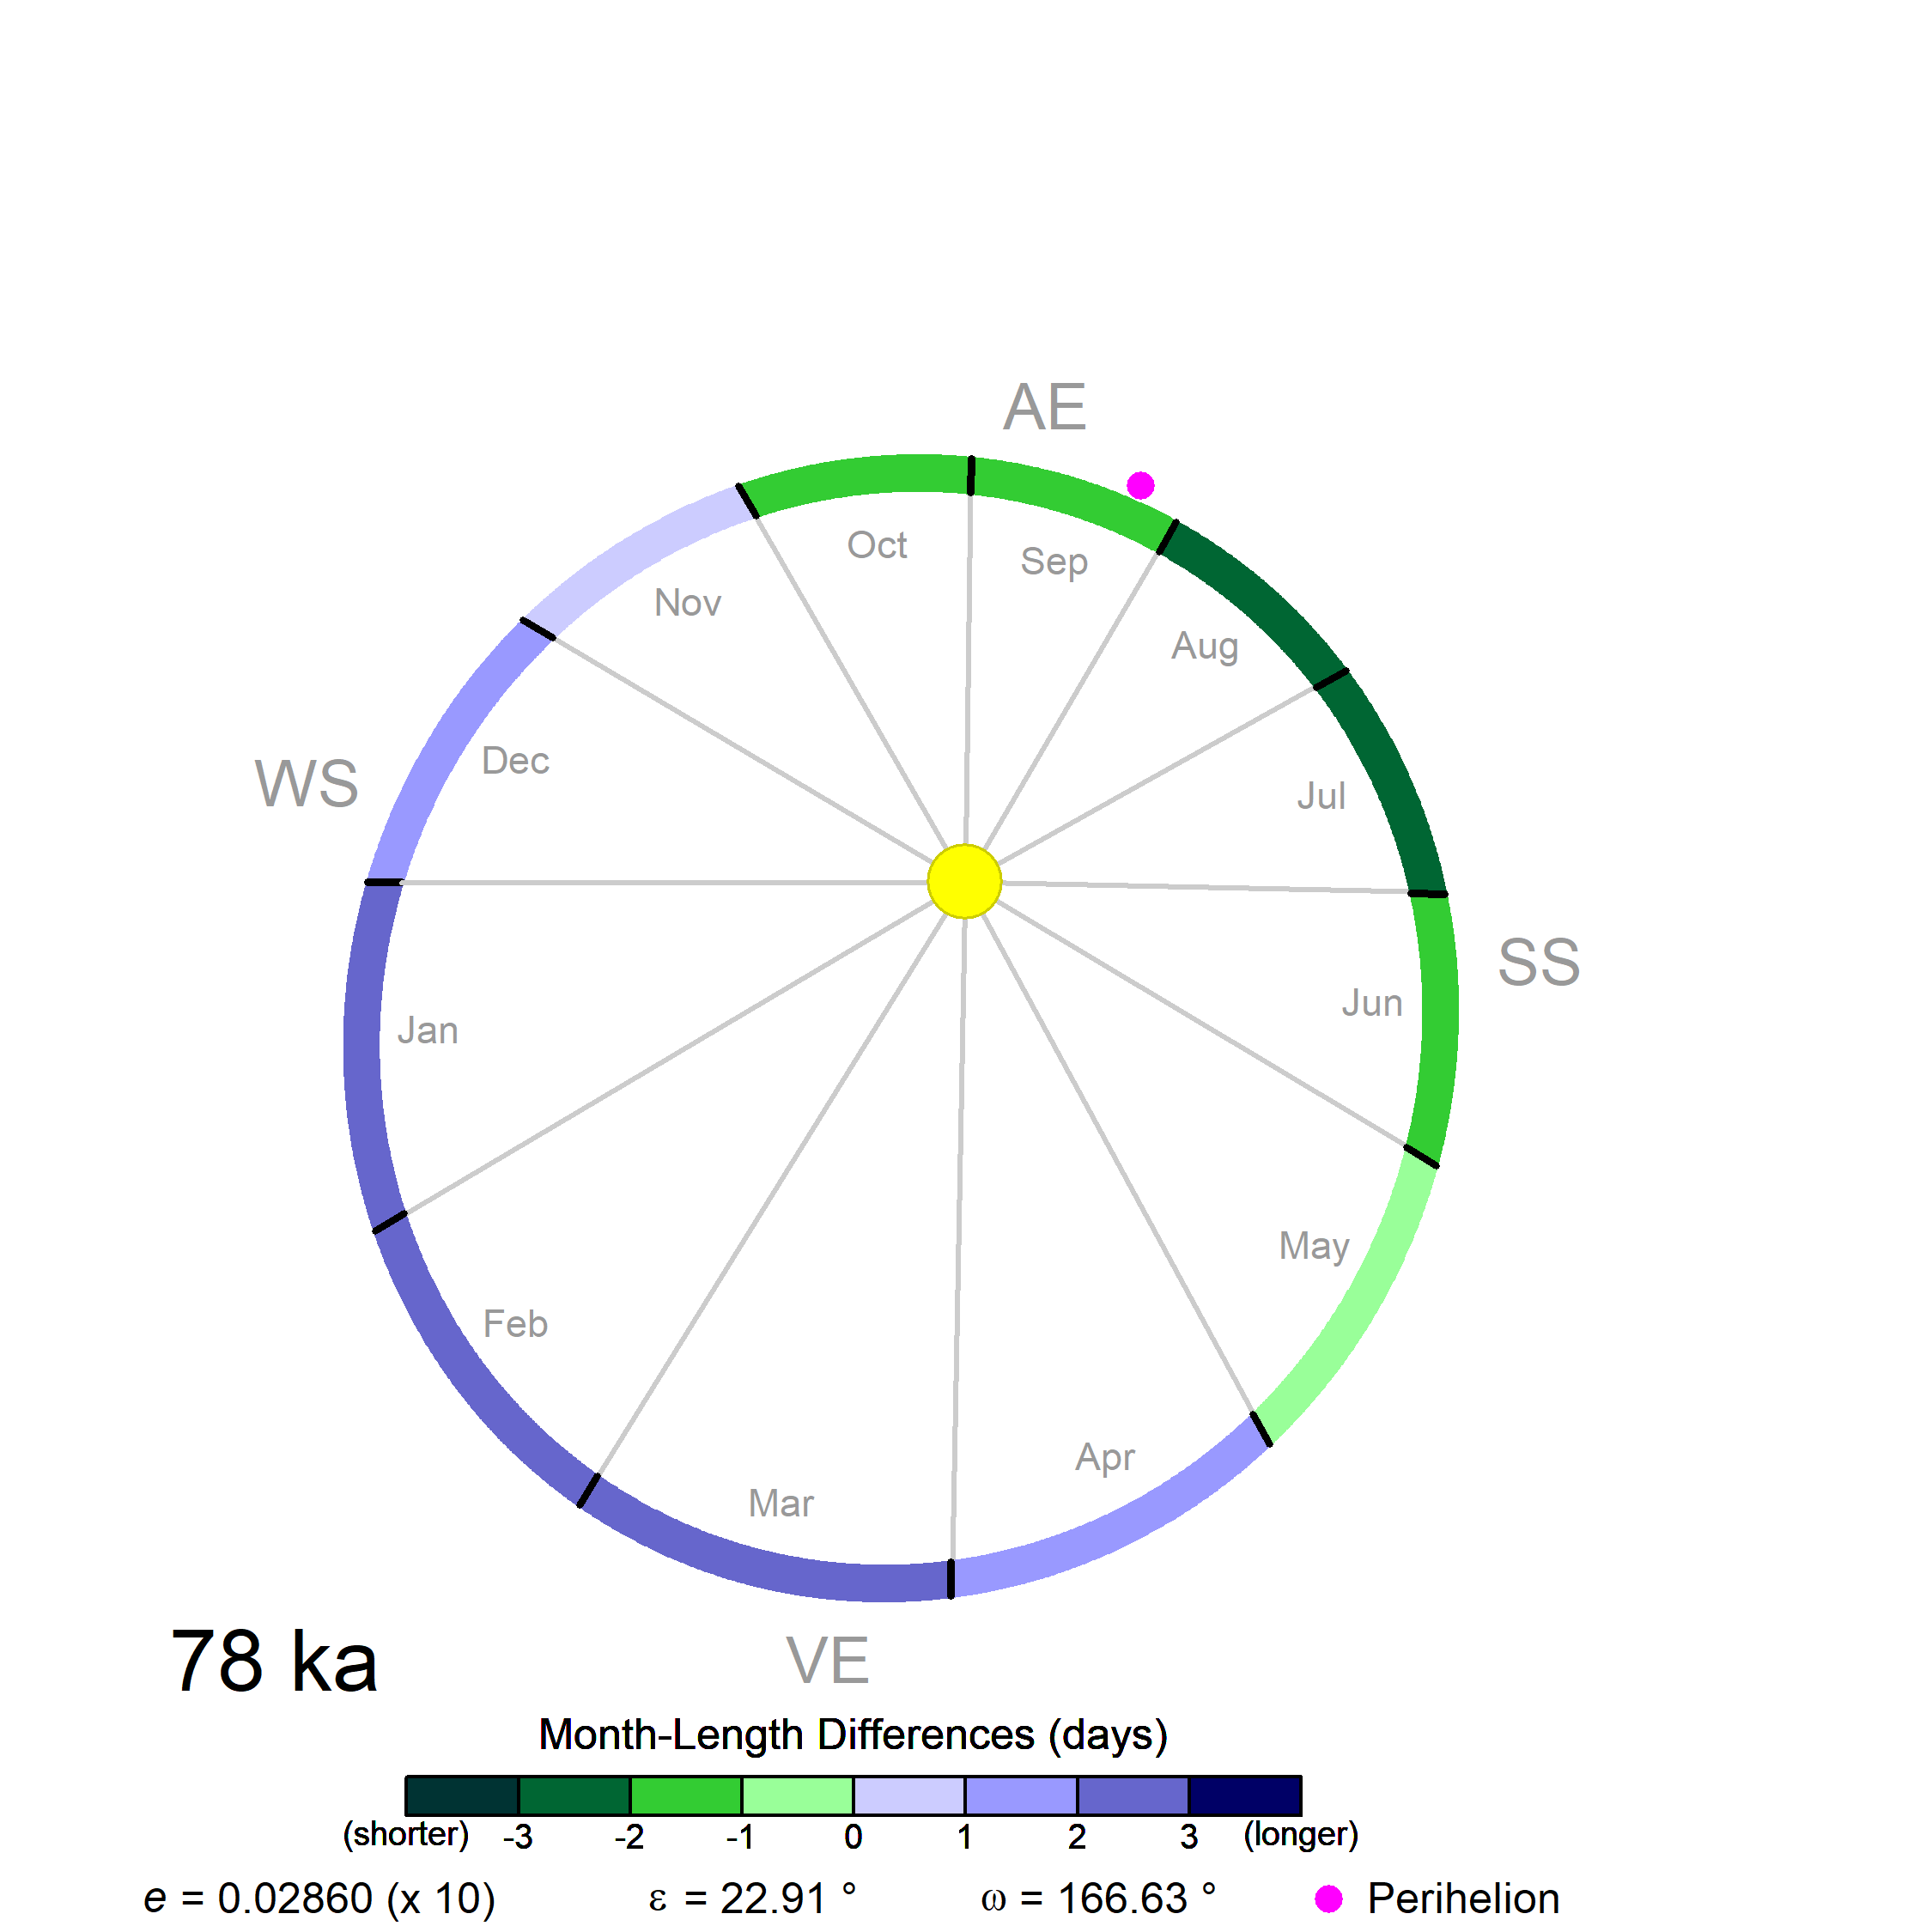 AE
Oct
Sep
Nov
Aug
Dec
WS
Jul
SS
Jun
Jan
May
Feb
Apr
Mar
78 ka
VE
Month-Length Differences (days)
(shorter) -3 -2 -1 0 1 2 3 (longer)
e = 0.02860 (x 10) ε = 22.91 ° ω = 166.63 ° Perihelion